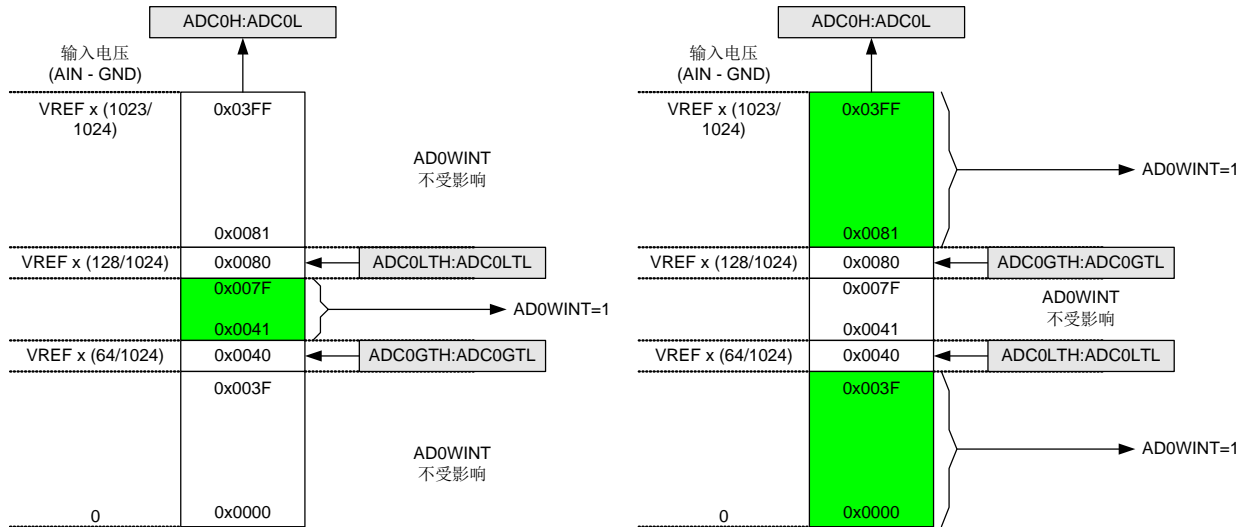 ADC0H:ADC0L
输入电压
(AIN - GND)
VREF x (1023/
1024)
0x03FF
AD0WINT
不受影响
0x0081
VREF x (128/1024)
0x0080
ADC0LTH:ADC0LTL
0x007F
AD0WINT=1
0x0041
VREF x (64/1024)
0x0040
ADC0GTH:ADC0GTL
0x003F
AD0WINT
不受影响
0
0x0000
ADC0H:ADC0L
输入电压
(AIN - GND)
VREF x (1023/
1024)
0x03FF
AD0WINT=1
0x0081
VREF x (128/1024)
0x0080
ADC0GTH:ADC0GTL
0x007F
AD0WINT
不受影响
0x0041
VREF x (64/1024)
0x0040
ADC0LTH:ADC0LTL
0x003F
AD0WINT=1
0
0x0000